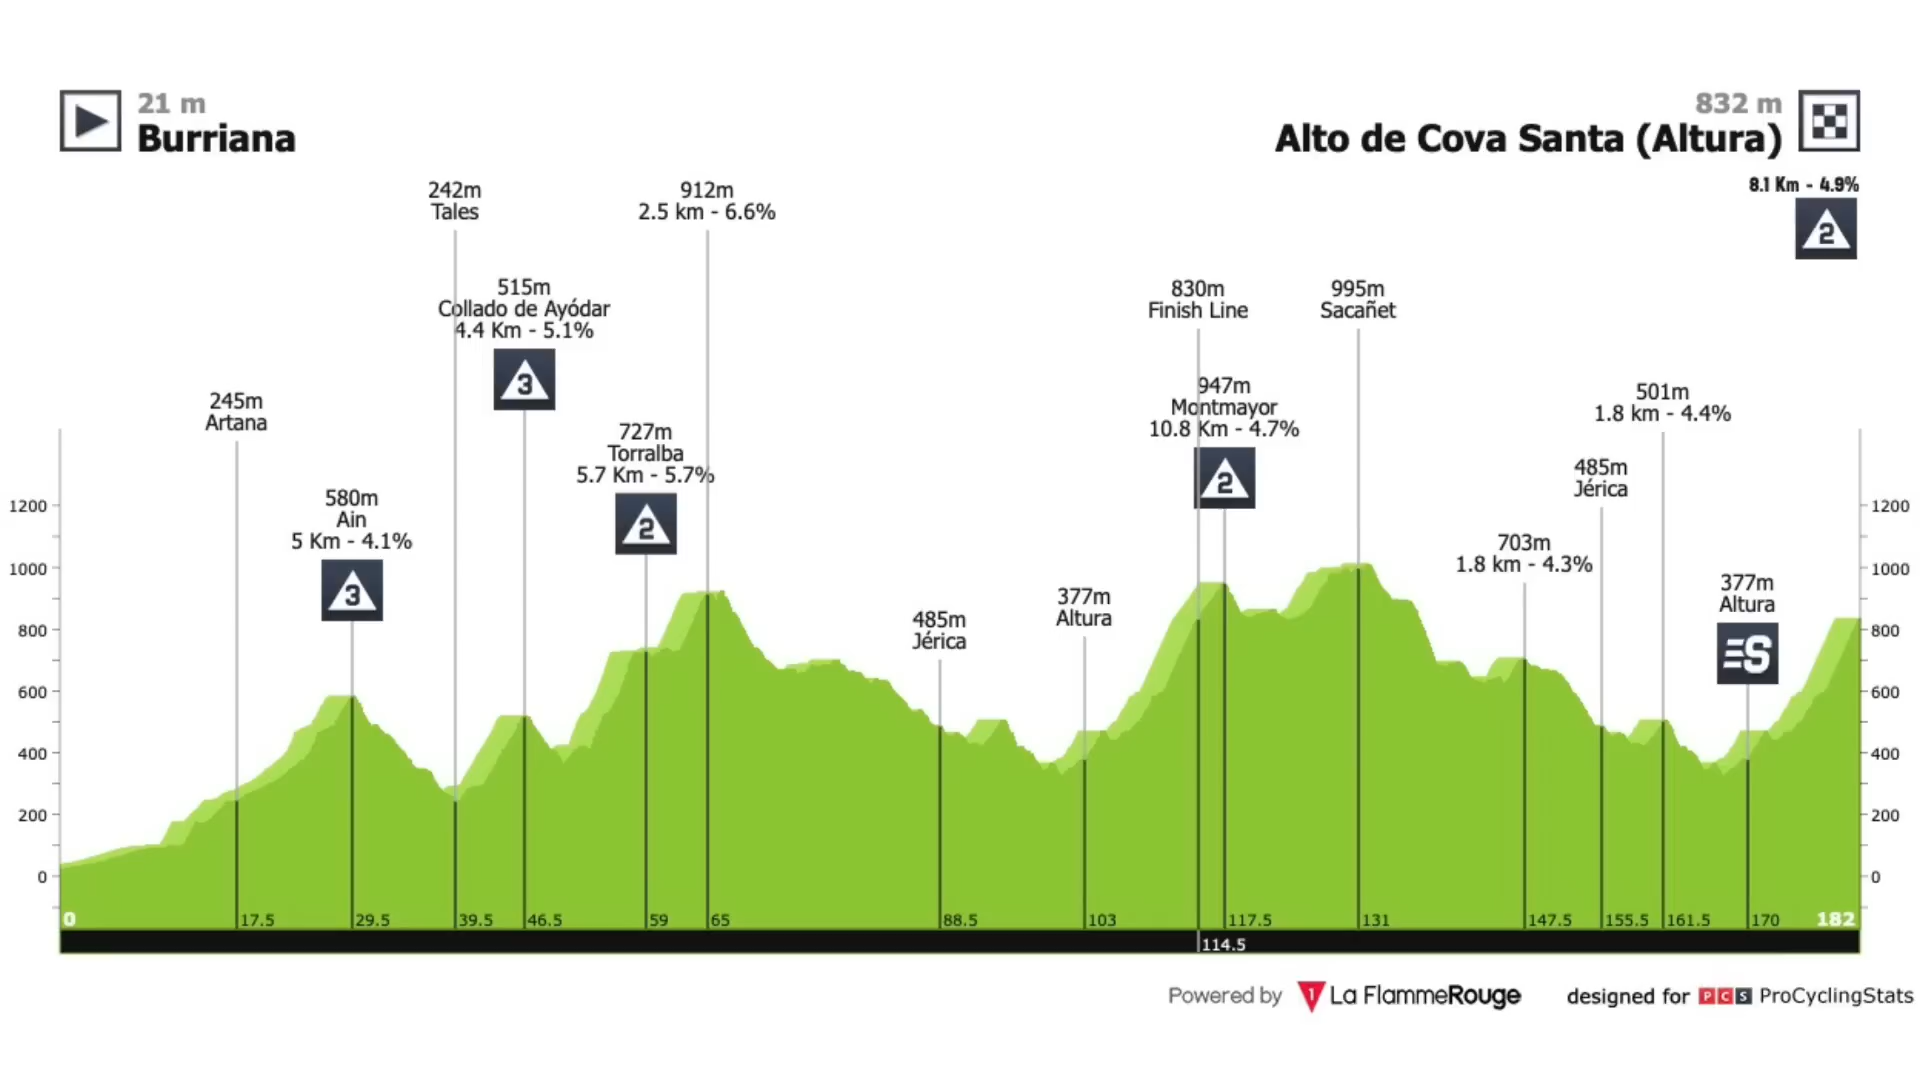 21 m
Burriana
832 m
Alto de Cova Santa (Altura)
8.1 Km - 4.9%
2
242m
Tales
912m
2.5 km - 6.6%
515m
Collado de Ayódar
4.4 Km - 5.1%
3
830m
Finish Line
995m
Sacañet
245m
Artana
947m
Montmayor
10.8 Km - 4.7%
2
501m
1.8 km - 4.4%
727m
Torralba
5.7 Km - 5.7%
2
485m
Jérica
580m
Ain
5 Km - 4.1%
3
703m
1.8 km - 4.3%
377m
Altura
377m
Altura
S
485m
Jérica
1200
1000
800
600
400
200
0
1200
1000
800
600
400
200
0
0 17.5 29.5 39.5 46.5 59 65 88.5 103 117.5 131 147.5 155.5 161.5 170 182
114.5
Powered by 1 La FlammeRouge designed for PCS ProCyclingStats